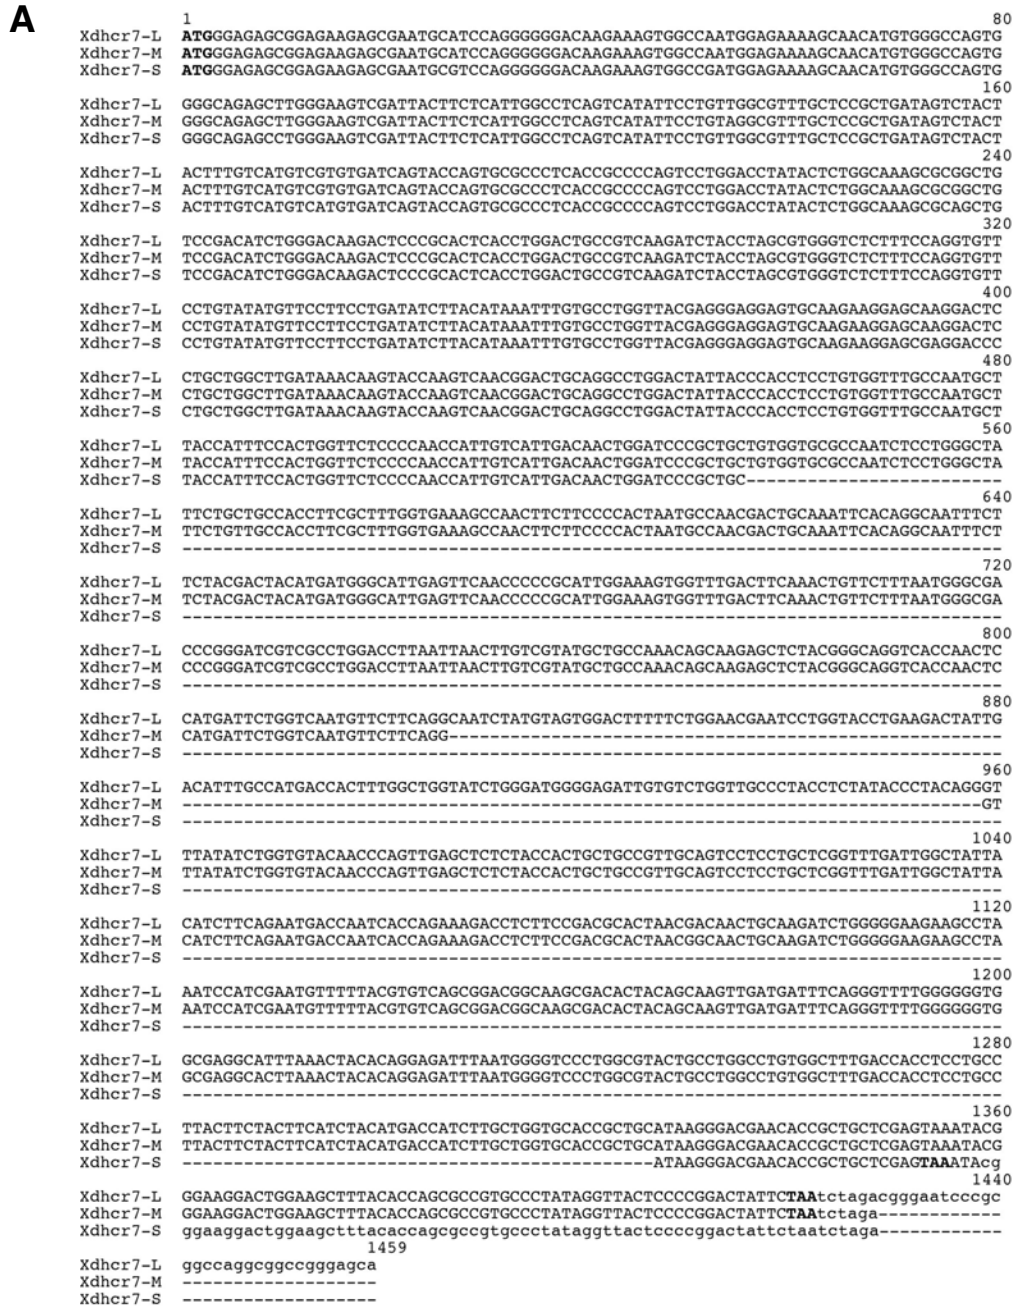 A
1 80
Xdhcr7-L ATGGGAGAGCGGAGAAGAGCGAATGCATCCAGGGGGGACAAGAAAGTGGCCAATGGAGAAAAGCAACATGTGGGCCAGTG
Xdhcr7-M ATGGGAGAGCGGAGAAGAGCGAATGCATCCAGGGGGGACAAGAAAGTGGCCAATGGAGAAAAGCAACATGTGGGCCAGTG
Xdhcr7-S ATGGGAGAGCGGAGAAGAGCGAATGCGTCCAGGGGGGACAAGAAAGTGGCCGATGGAGAAAAGCAACATGTGGGCCAGTG
160
Xdhcr7-L GGGCAGAGCTTGGGAAGTCGATTACTTCTCATTGGCCTCAGTCATATTCCTGTTGGCGTTTGCTCCGCTGATAGTCTACT
Xdhcr7-M GGGCAGAGCTTGGGAAGTCGATTACTTCTCATTGGCCTCAGTCATATTCCTGTAGGCGTTTGCTCCGCTGATAGTCTACT
Xdhcr7-S GGGCAGAGCCTGGGAAGTCGATTACTTCTCATTGGCCTCAGTCATATTCCTGTTGGCGTTTGCTCCGCTGATAGTCTACT
240
Xdhcr7-L ACTTTGTCATGTCGTGTGATCAGTACCAGTGCGCCCTCACCGCCCCAGTCCTGGACCTATACTCTGGCAAAGCGCGGCTG
Xdhcr7-M ACTTTGTCATGTCGTGTGATCAGTACCAGTGCGCCCTCACCGCCCCAGTCCTGGACCTATACTCTGGCAAAGCGCGGCTG
Xdhcr7-S ACTTTGTCATGTCATGTGATCAGTACCAGTGCGCCCTCACCGCCCCAGTCCTGGACCTATACTCTGGCAAAGCGCAGCTG
320
Xdhcr7-L TCCGACATCTGGGACAAGACTCCCGCACTCACCTGGACTGCCGTCAAGATCTACCTAGCGTGGGTCTCTTTCCAGGTGTT
Xdhcr7-M TCCGACATCTGGGACAAGACTCCCGCACTCACCTGGACTGCCGTCAAGATCTACCTAGCGTGGGTCTCTTTCCAGGTGTT
Xdhcr7-S TCCGACATCTGGGACAAGACTCCCGCACTCACCTGGACTGCCGTCAAGATCTACCTAGCGTGGGTCTCTTTCCAGGTGTT
400
Xdhcr7-L CCTGTATATGTTCCTTCCTGATATCTTACATAAATTTGTGCCTGGTTACGAGGGAGGAGTGCAAGAAGGAGCAAGGACTC
Xdhcr7-M CCTGTATATGTTCCTTCCTGATATCTTACATAAATTTGTGCCTGGTTACGAGGGAGGAGTGCAAGAAGGAGCAAGGACTC
Xdhcr7-S CCTGTATATGTTCCTTCCTGATATCTTACATAAATTTGTGCCTGGTTACGAGGGAGGAGTGCAAGAAGGAGCGAGGACCC
480
Xdhcr7-L CTGCTGGCTTGATAAACAAGTACCAAGTCAACGGACTGCAGGCCTGGACTATTACCCACCTCCTGTGGTTTGCCAATGCT
Xdhcr7-M CTGCTGGCTTGATAAACAAGTACCAAGTCAACGGACTGCAGGCCTGGACTATTACCCACCTCCTGTGGTTTGCCAATGCT
Xdhcr7-S CTGCTGGCTTGATAAACAAGTACCAAGTCAACGGACTGCAGGCCTGGACTATTACCCACCTCCTGTGGTTTGCCAATGCT
560
Xdhcr7-L TACCATTTCCACTGGTTCTCCCCAACCATTGTCATTGACAACTGGATCCCGCTGCTGTGGTGCGCCAATCTCCTGGGCTA
Xdhcr7-M TACCATTTCCACTGGTTCTCCCCAACCATTGTCATTGACAACTGGATCCCGCTGCTGTGGTGCGCCAATCTCCTGGGCTA
Xdhcr7-S TACCATTTCCACTGGTTCTCCCCAACCATTGTCATTGACAACTGGATCCCGCTGC-------------------------
640
Xdhcr7-L TTCTGCTGCCACCTTCGCTTTGGTGAAAGCCAACTTCTTCCCCACTAATGCCAACGACTGCAAATTCACAGGCAATTTCT
Xdhcr7-M TTCTGTTGCCACCTTCGCTTTGGTGAAAGCCAACTTCTTCCCCACTAATGCCAACGACTGCAAATTCACAGGCAATTTCT
Xdhcr7-S --------------------------------------------------------------------------------
720
Xdhcr7-L TCTACGACTACATGATGGGCATTGAGTTCAACCCCCGCATTGGAAAGTGGTTTGACTTCAAACTGTTCTTTAATGGGCGA
Xdhcr7-M TCTACGACTACATGATGGGCATTGAGTTCAACCCCCGCATTGGAAAGTGGTTTGACTTCAAACTGTTCTTTAATGGGCGA
Xdhcr7-S --------------------------------------------------------------------------------
800
Xdhcr7-L CCCGGGATCGTCGCCTGGACCTTAATTAACTTGTCGTATGCTGCCAAACAGCAAGAGCTCTACGGGCAGGTCACCAACTC
Xdhcr7-M CCCGGGATCGTCGCCTGGACCTTAATTAACTTGTCGTATGCTGCCAAACAGCAAGAGCTCTACGGGCAGGTCACCAACTC
Xdhcr7-S --------------------------------------------------------------------------------
880
Xdhcr7-L CATGATTCTGGTCAATGTTCTTCAGGCAATCTATGTAGTGGACTTTTTCTGGAACGAATCCTGGTACCTGAAGACTATTG
Xdhcr7-M CATGATTCTGGTCAATGTTCTTCAGG------------------------------------------------------
Xdhcr7-S --------------------------------------------------------------------------------
960
Xdhcr7-L ACATTTGCCATGACCACTTTGGCTGGTATCTGGGATGGGGAGATTGTGTCTGGTTGCCCTACCTCTATACCCTACAGGGT
Xdhcr7-M ------------------------------------------------------------------------------GT
Xdhcr7-S --------------------------------------------------------------------------------
1040
Xdhcr7-L TTATATCTGGTGTACAACCCAGTTGAGCTCTCTACCACTGCTGCCGTTGCAGTCCTCCTGCTCGGTTTGATTGGCTATTA
Xdhcr7-M TTATATCTGGTGTACAACCCAGTTGAGCTCTCTACCACTGCTGCCGTTGCAGTCCTCCTGCTCGGTTTGATTGGCTATTA
Xdhcr7-S --------------------------------------------------------------------------------
1120
Xdhcr7-L CATCTTCAGAATGACCAATCACCAGAAAGACCTCTTCCGACGCACTAACGACAACTGCAAGATCTGGGGGAAGAAGCCTA
Xdhcr7-M CATCTTCAGAATGACCAATCACCAGAAAGACCTCTTCCGACGCACTAACGGCAACTGCAAGATCTGGGGGAAGAAGCCTA
Xdhcr7-S --------------------------------------------------------------------------------
1200
Xdhcr7-L AATCCATCGAATGTTTTTACGTGTCAGCGGACGGCAAGCGACACTACAGCAAGTTGATGATTTCAGGGTTTTGGGGGGTG
Xdhcr7-M AATCCATCGAATGTTTTTACGTGTCAGCGGACGGCAAGCGACACTACAGCAAGTTGATGATTTCAGGGTTTTGGGGGGTG
Xdhcr7-S --------------------------------------------------------------------------------
1280
Xdhcr7-L GCGAGGCATTTAAACTACACAGGAGATTTAATGGGGTCCCTGGCGTACTGCCTGGCCTGTGGCTTTGACCACCTCCTGCC
Xdhcr7-M GCGAGGCACTTAAACTACACAGGAGATTTAATGGGGTCCCTGGCGTACTGCCTGGCCTGTGGCTTTGACCACCTCCTGCC
Xdhcr7-S --------------------------------------------------------------------------------
1360
Xdhcr7-L TTACTTCTACTTCATCTACATGACCATCTTGCTGGTGCACCGCTGCATAAGGGACGAACACCGCTGCTCGAGTAAATACG
Xdhcr7-M TTACTTCTACTTCATCTACATGACCATCTTGCTGGTGCACCGCTGCATAAGGGACGAACACCGCTGCTCGAGTAAATACG
Xdhcr7-S ----------------------------------------------ATAAGGGACGAACACCGCTGCTCGAGTAAATACg
1440
Xdhcr7-L GGAAGGACTGGAAGCTTTACACCAGCGCCGTGCCCTATAGGTTACTCCCCGGACTATTCTAAtctagacgggaatcccgc
Xdhcr7-M GGAAGGACTGGAAGCTTTACACCAGCGCCGTGCCCTATAGGTTACTCCCCGGACTATTCTAAtctaga------------
Xdhcr7-S ggaaggactggaagctttacaccagcgccgtgccctataggttactccccggactattctaatctaga------------
1459
Xdhcr7-L ggccaggcggccgggagca
Xdhcr7-M -------------------
Xdhcr7-S -------------------